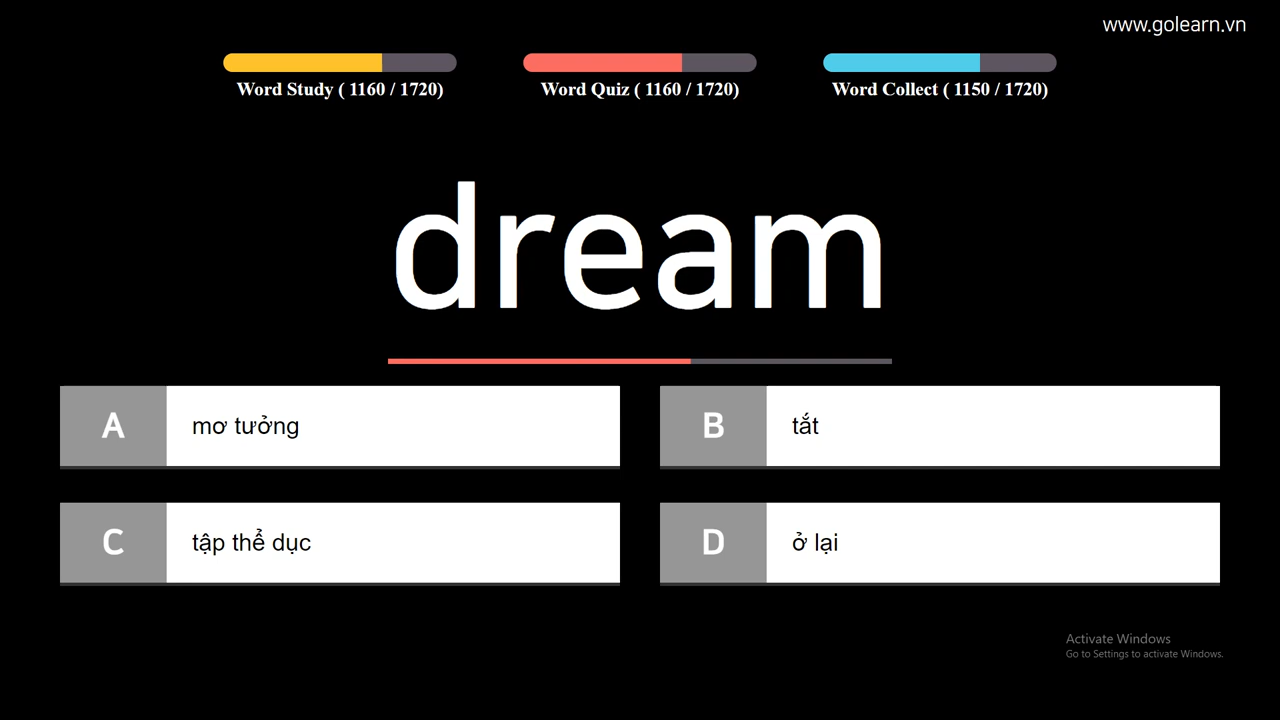 www.golearn.vn
Word Study ( 1160 / 1720)
Word Quiz ( 1160 / 1720)
Word Collect ( 1150 / 1720)
dream
A mơ tưởng
B tắt
C tập thể dục
D ở lại
Activate Windows
Go to Settings to activate Windows.